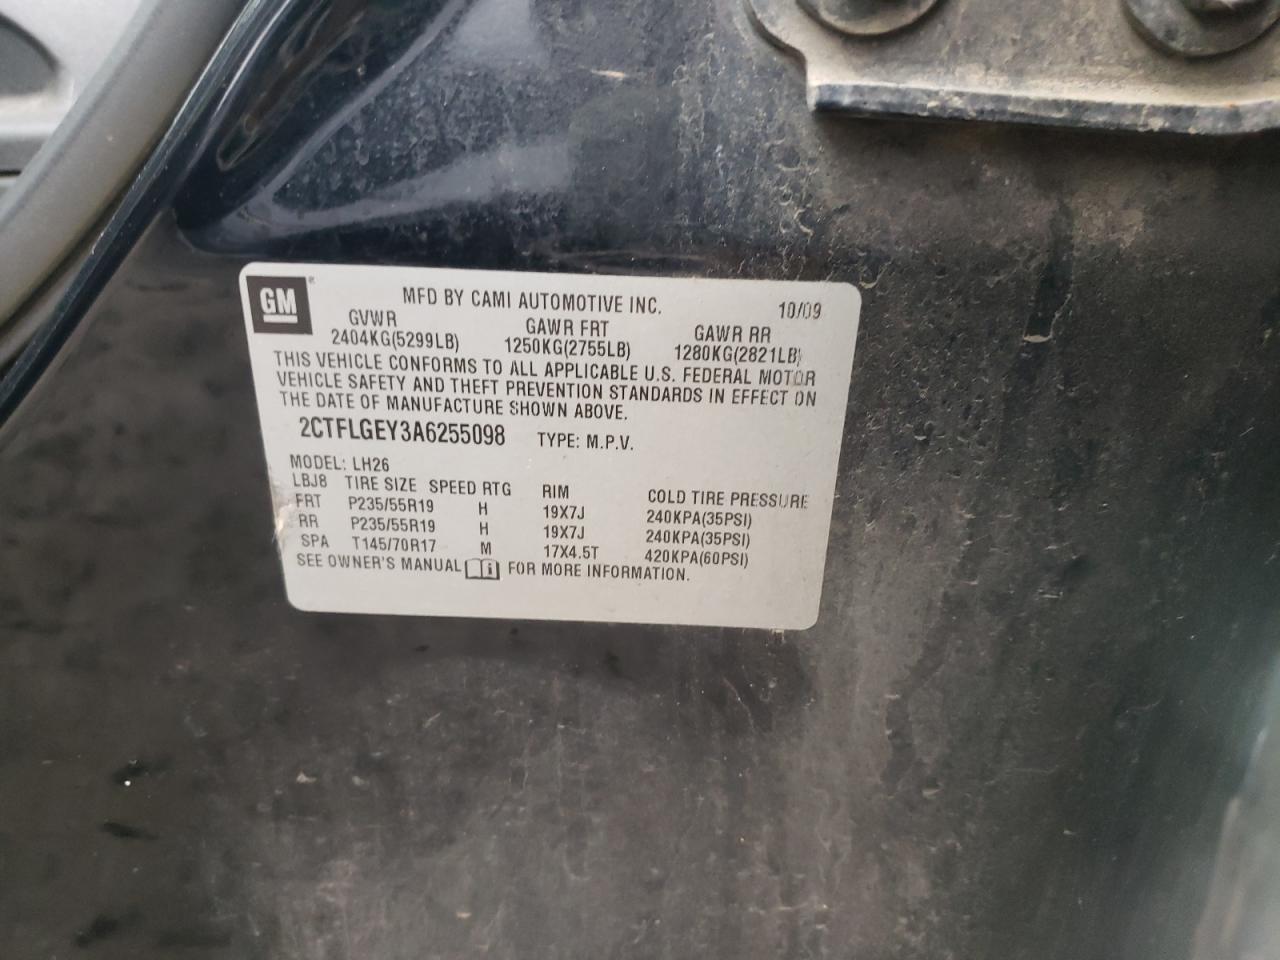 GM® MFD BY CAMI AUTOMOTIVE INC. 10/09
GVWR GAWR FRT GAWR RR
2404KG(5299LB) 1250KG(2755LB) 1280KG(2821LB)
THIS VEHICLE CONFORMS TO ALL APPLICABLE U.S. FEDERAL MOTOR
VEHICLE SAFETY AND THEFT PREVENTION STANDARDS IN EFFECT ON
THE DATE OF MANUFACTURE SHOWN ABOVE.
2CTFLGEY3A6255098 TYPE: M.P.V.
MODEL: LH26
LBJ8 TIRE SIZE SPEED RTG RIM COLD TIRE PRESSURE
FRT P235/55R19 H 19X7J 240KPA(35PSI)
RR P235/55R19 H 19X7J 240KPA(35PSI)
SPA T145/70R17 M 17X4.5T 420KPA(60PSI)
SEE OWNER'S MANUAL i FOR MORE INFORMATION.